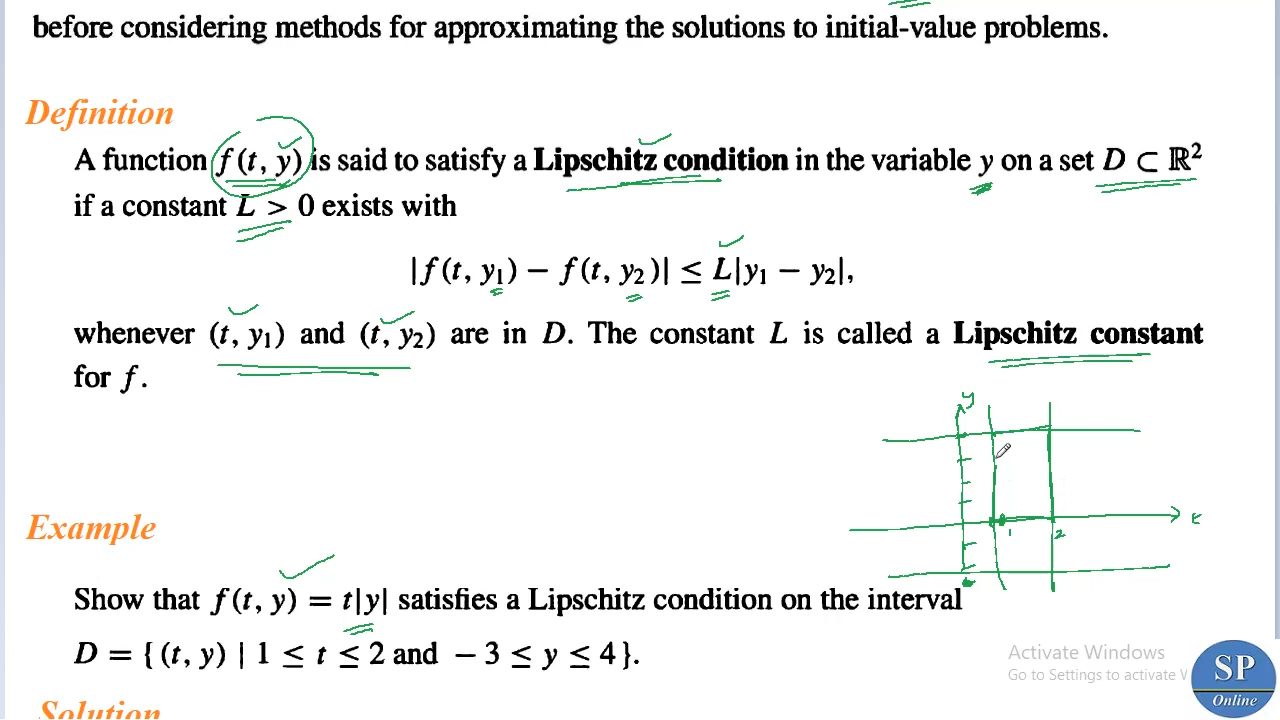 before considering methods for approximating the solutions to initial-value problems.
Definition
A function f(t, y) is said to satisfy a Lipschitz condition in the variable y on a set D ⊂ ℝ²
if a constant L > 0 exists with
|f(t, y₁) − f(t, y₂)| ≤ L|y₁ − y₂|,
whenever (t, y₁) and (t, y₂) are in D. The constant L is called a Lipschitz constant
for f.
y
t
1
2
Example
Show that f(t, y) = t|y| satisfies a Lipschitz condition on the interval
D = { (t, y) | 1 ≤ t ≤ 2 and − 3 ≤ y ≤ 4 }.
Activate Windows
Go to Settings to activate
SP
Online
Solution